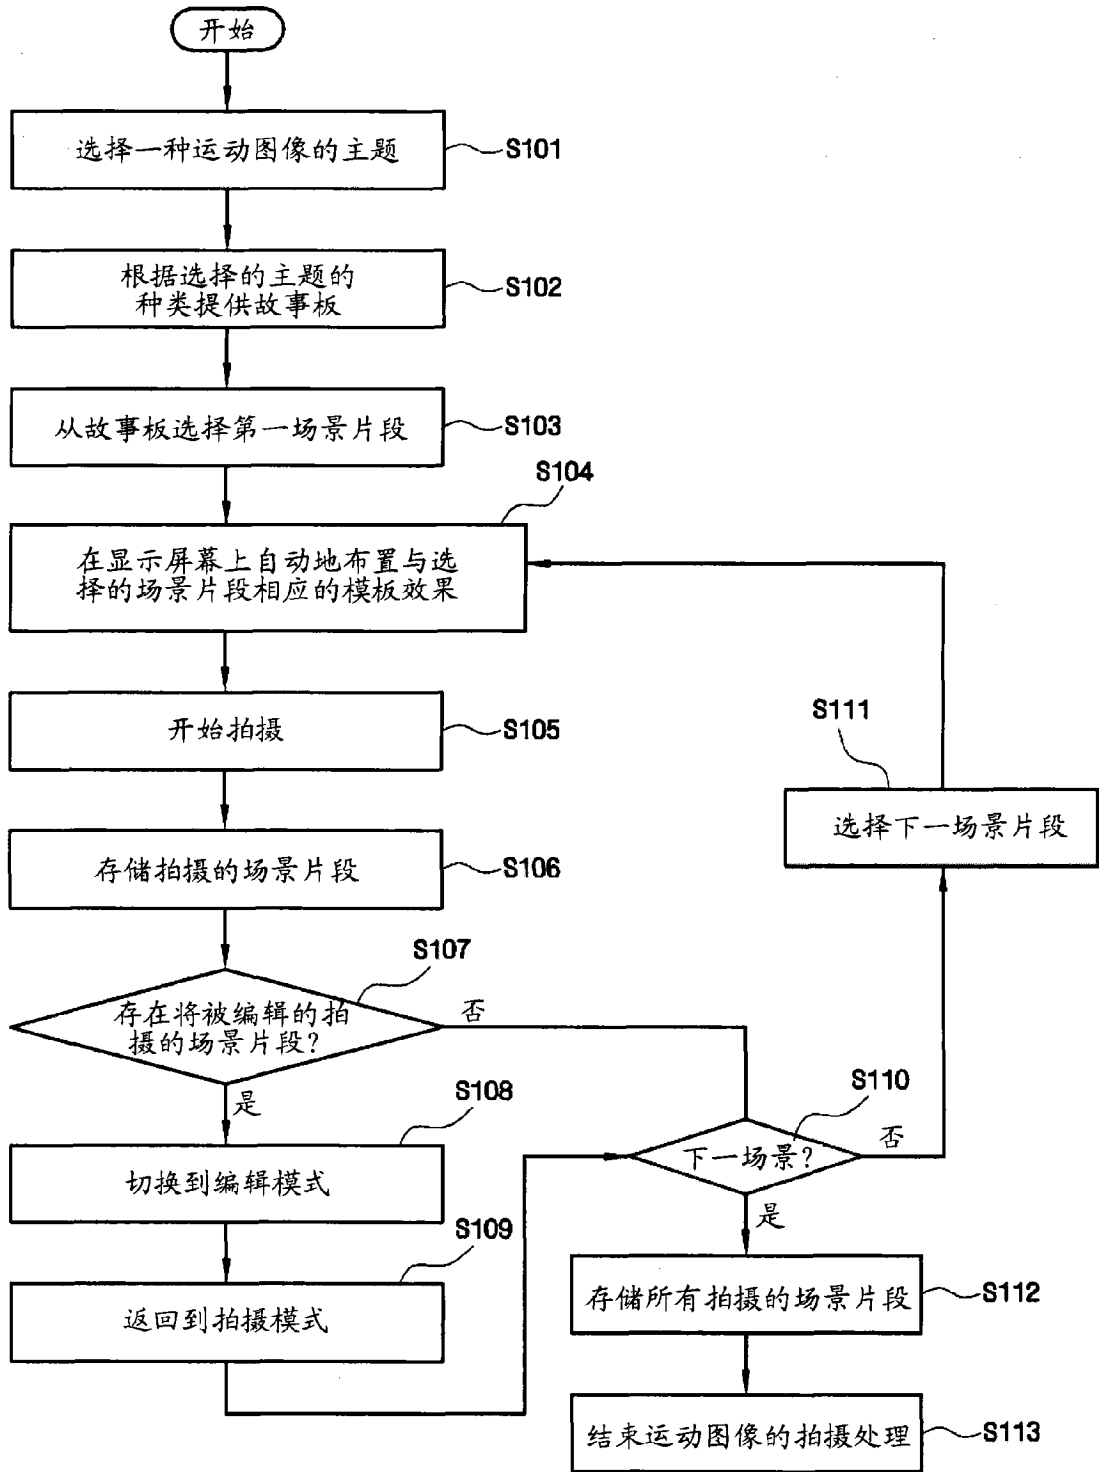 开始
选择一种运动图像的主题
S101
根据选择的主题的
种类提供故事板
S102
从故事板选择第一场景片段
S103
S104
在显示屏幕上自动地布置与选
择的场景片段相应的模板效果
开始拍摄
S105
S111
选择下一场景片段
存储拍摄的场景片段
S106
S107
存在将被编辑的拍
摄的场景片段?
否
是
S108
切换到编辑模式
S110
下一场景?
否
是
S109
返回到拍摄模式
存储所有拍摄的场景片段
S112
结束运动图像的拍摄处理
S113